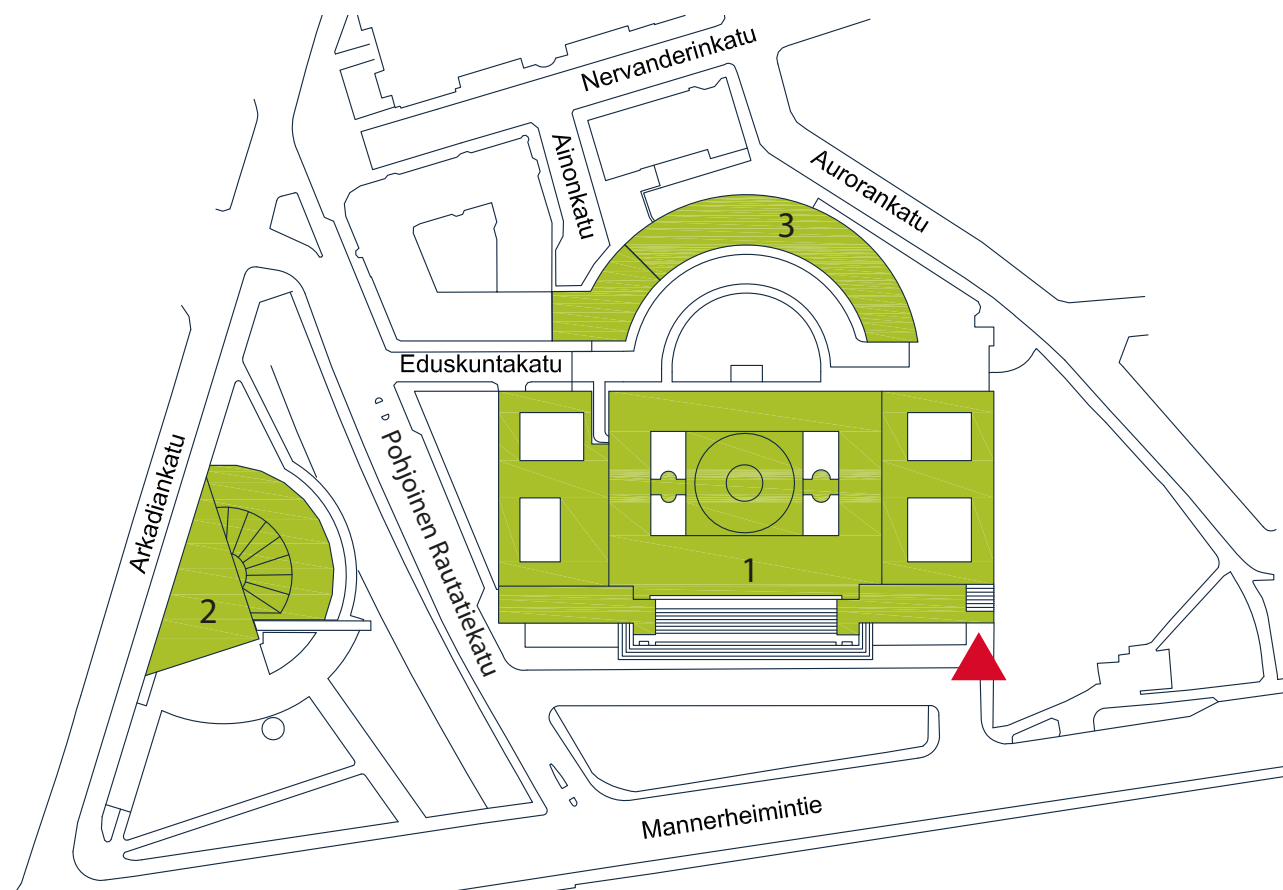 Nervanderinkatu
Ainonkatu
Aurorankatu
3
Eduskuntakatu
Pohjoinen Rautatiekatu
Arkadiankatu
1
2
Mannerheimintie